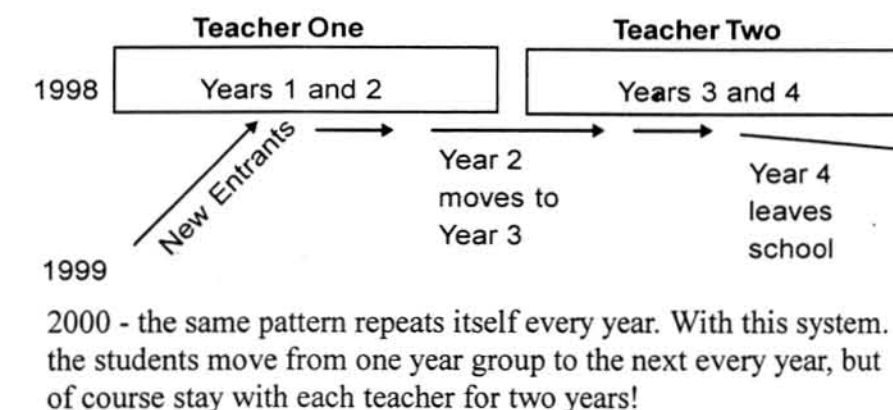 Teacher One Teacher Two
1998 Years 1 and 2 Years 3 and 4
New Entrants
Year 2
moves to
Year 3
Year 4
leaves
school
1999
2000 - the same pattern repeats itself every year. With this system.
the students move from one year group to the next every year, but
of course stay with each teacher for two years!